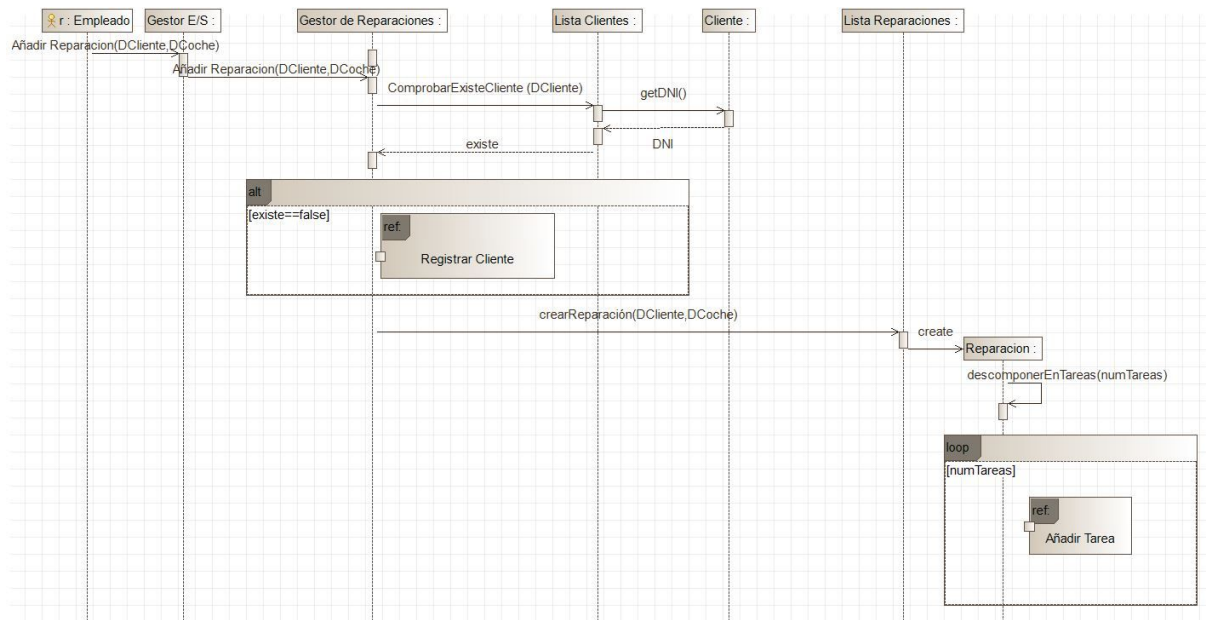 r : Empleado
Gestor E/S :
Gestor de Reparaciones :
Lista Clientes :
Cliente :
Lista Reparaciones :
Añadir Reparacion(DCliente,DCoche)
Añadir Reparacion(DCliente,DCoche)
ComprobarExisteCliente (DCliente)
getDNI()
existe
DNI
alt
[existe==false]
ref:
Registrar Cliente
crearReparación(DCliente,DCoche)
create
Reparacion :
descomponerEnTareas(numTareas)
loop
[numTareas]
ref:
Añadir Tarea